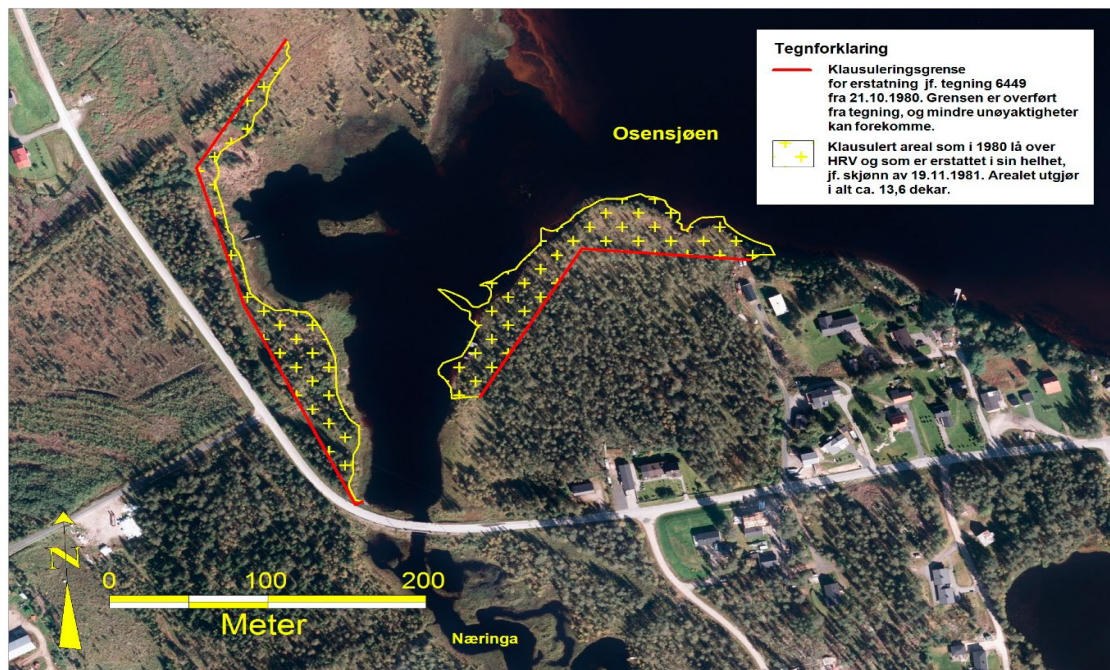 Tegnforklaring
Klausuleringsgrense
for erstatning jf. tegning 6449
fra 21.10.1980. Grensen er overført
fra tegning, og mindre unøyaktigheter
kan forekomme.
Klausulert areal som i 1980 lå over
HRV og som er erstattet i sin helhet,
jf. skjønn av 19.11.1981. Arealet utgjør
i alt ca. 13,6 dekar.
Osensjøen
N
0 100 200
Meter
Næringa